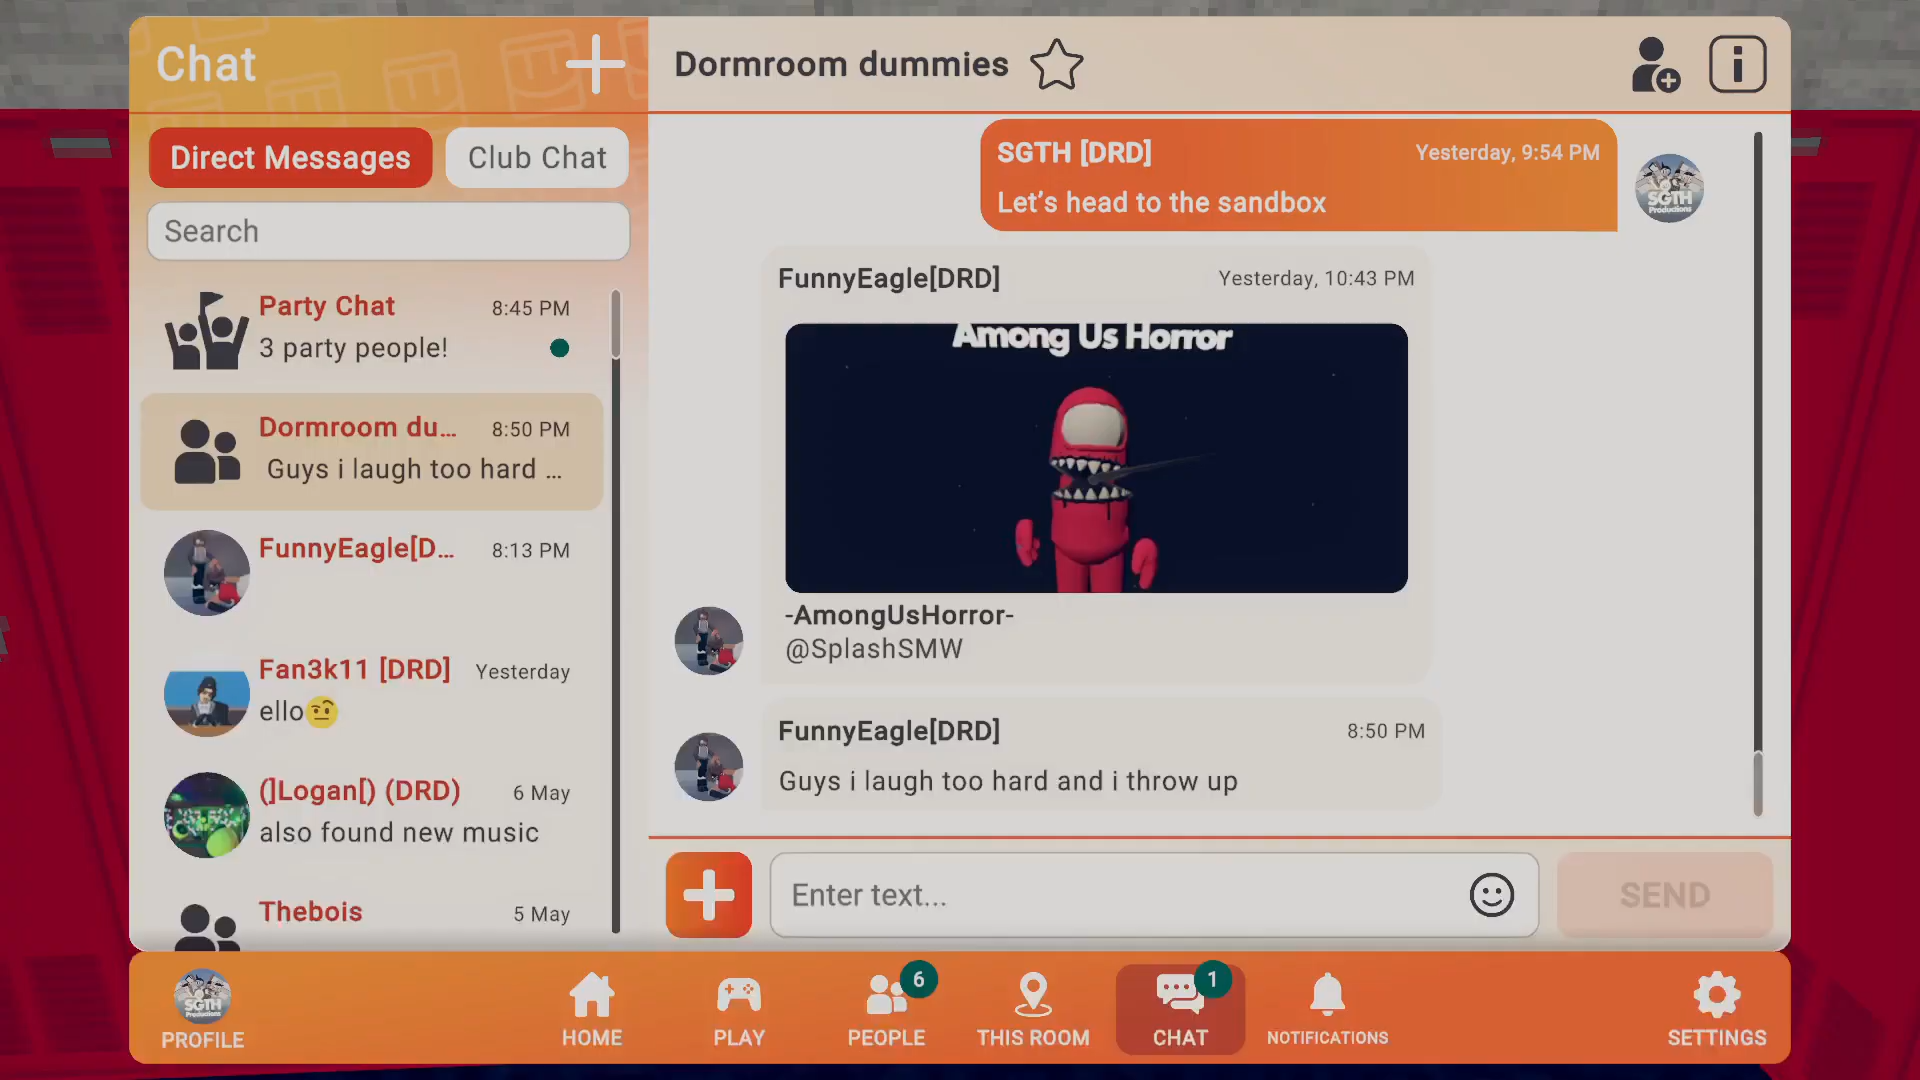 Chat
Direct Messages
Club Chat
Search
Party Chat
8:45 PM
3 party people!
Dormroom du...
8:50 PM
Guys i laugh too hard ...
FunnyEagle[D...
8:13 PM
Fan3k11 [DRD]
Yesterday
ello🤨
(]Logan[) (DRD)
6 May
also found new music
Thebois
5 May
Dormroom dummies
SGTH [DRD]
Yesterday, 9:54 PM
Let's head to the sandbox
SGTH
Productions
FunnyEagle[DRD]
Yesterday, 10:43 PM
Among Us Horror
-AmongUsHorror-
@SplashSMW
FunnyEagle[DRD]
8:50 PM
Guys i laugh too hard and i throw up
Enter text...
SEND
SGTH
Productions
PROFILE
HOME
PLAY
6
PEOPLE
THIS ROOM
1
CHAT
NOTIFICATIONS
SETTINGS